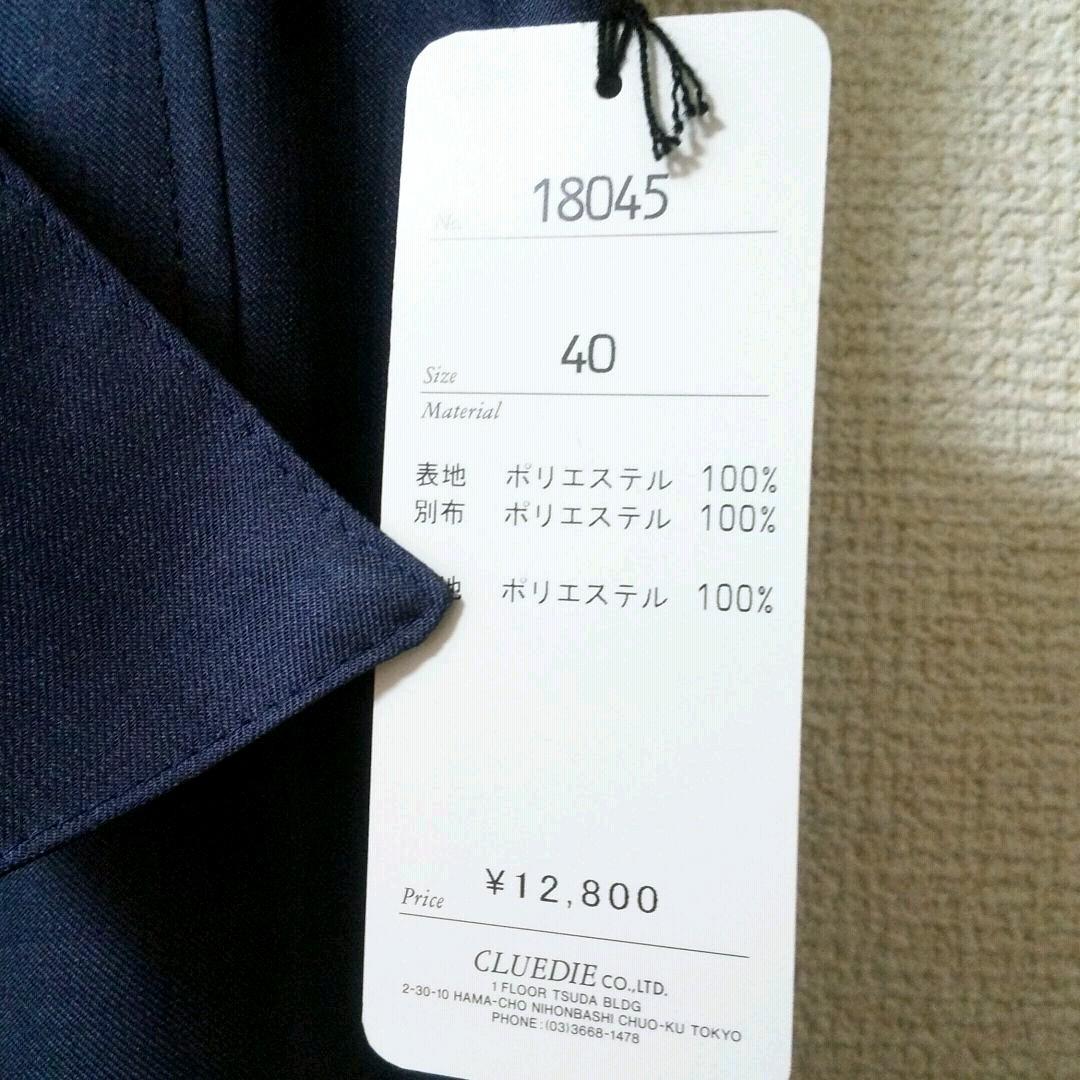 No. 18045
Size 40
Material
表地 ポリエステル 100%
別布 ポリエステル 100%
地 ポリエステル 100%
Price ¥12,800
CLUEDIE CO.,LTD.
1 FLOOR TSUDA BLDG
2-30-10 HAMA-CHO NIHONBASHI CHUO-KU TOKYO
PHONE:(03)3668-1478